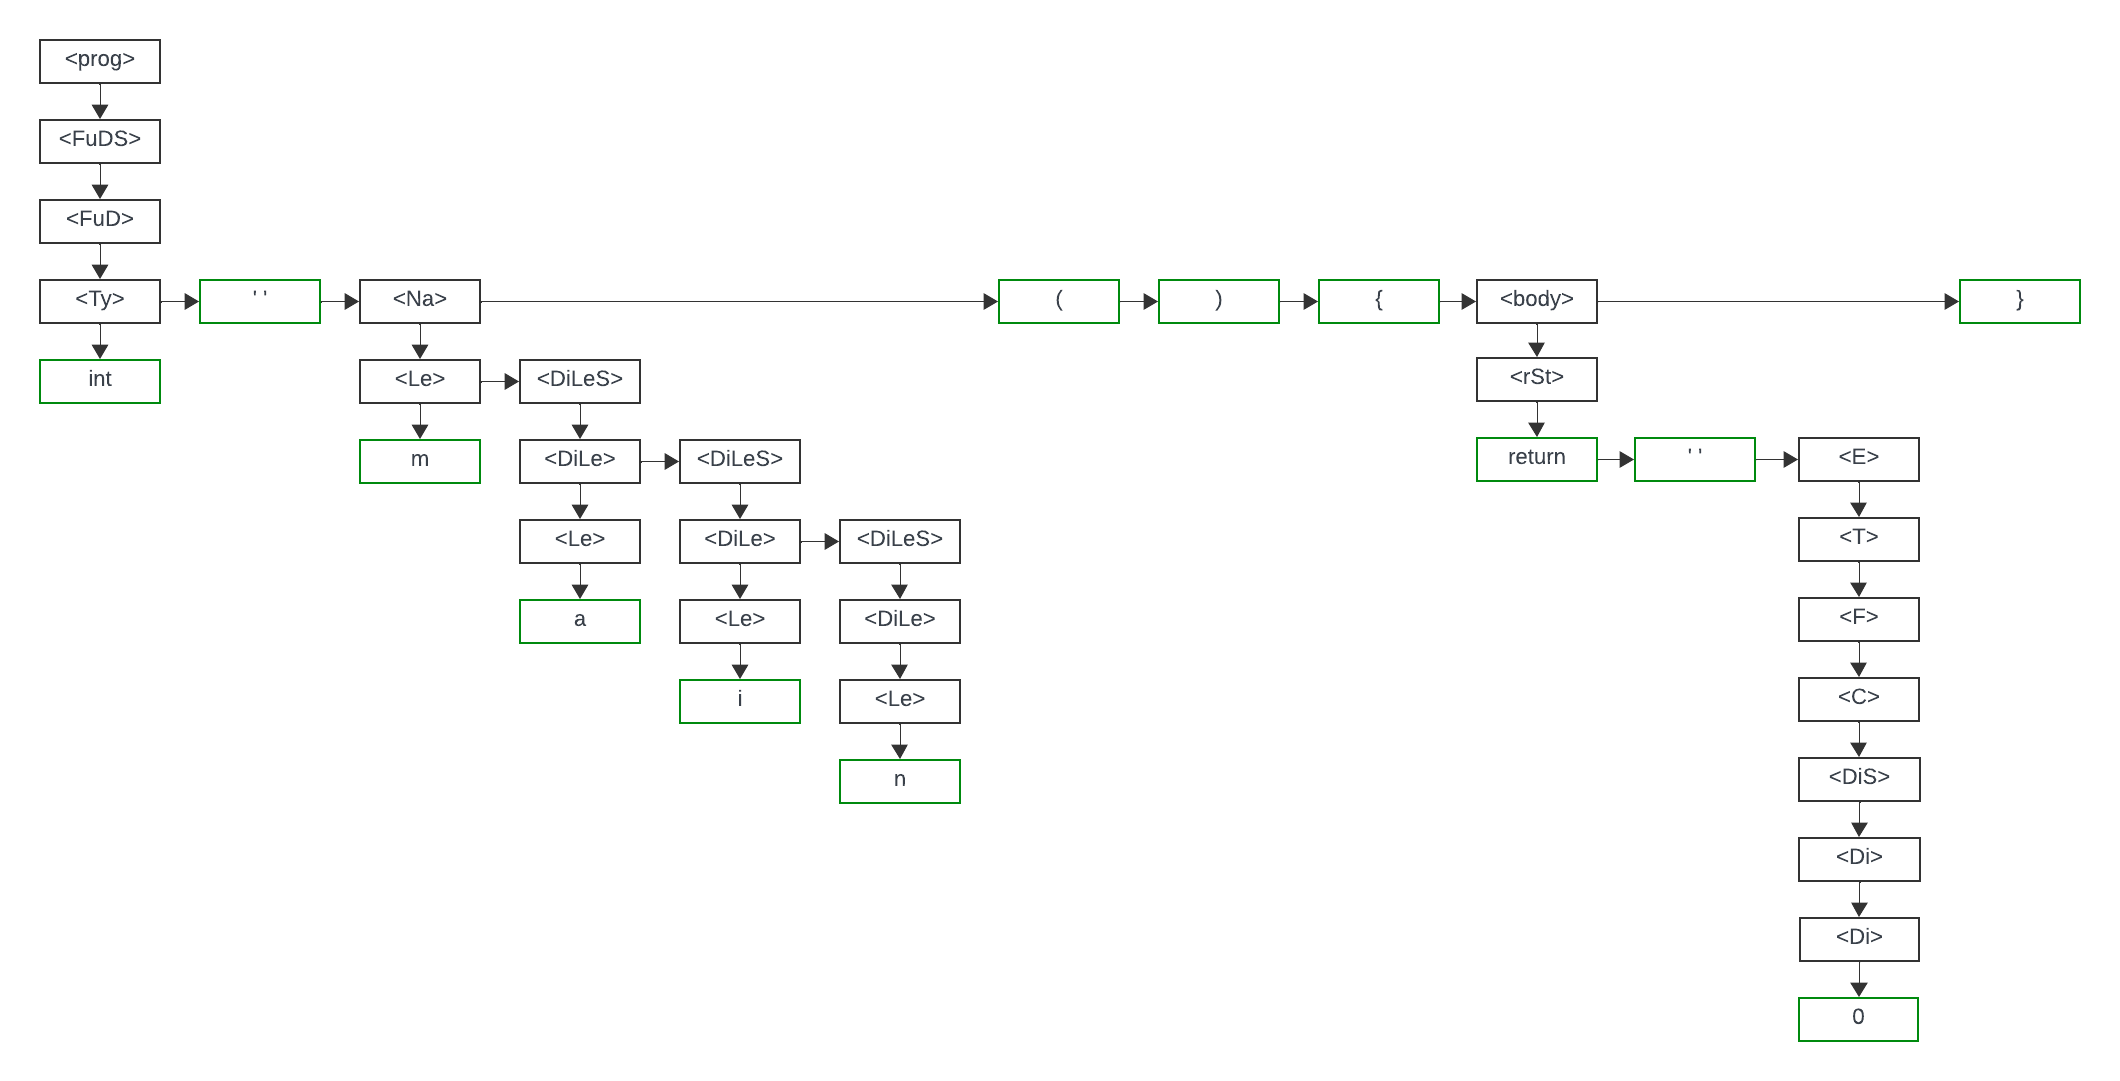 <prog>
<FuDS>
<FuD>
<Ty> ' ' <Na> ( ) { <body> }
int <Le> <DiLeS> <rSt>
m <DiLe> <DiLeS> return ' ' <E>
<Le> <DiLe> <DiLeS> <T>
a <Le> <DiLe> <F>
i <Le> <C>
n <DiS>
<Di>
<Di>
0